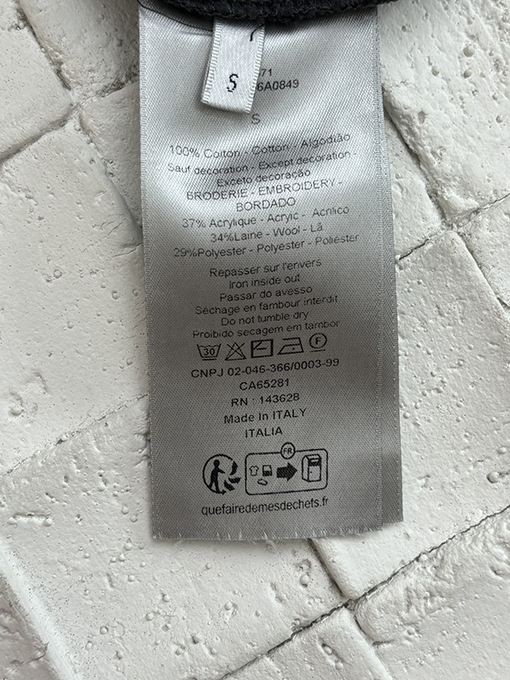 S
71
6A0849
S
100% Coton - Cotton - Algodião
Sauf décoration - Except décoration -
Exceto decoração
BRODERIE - EMBROIDERY -
BORDADO
37% Acrylique - Acrylic - Acrílico
34%Laine - Wool - Lã
29%Polyester - Polyester - Poliéster
Repasser sur l'envers
Iron inside out
Passar do avesso
Séchage en tambour interdit
Do not tumble dry
Proibido secagem em tambor
30 F
CNPJ 02-046-366/0003-99
CA65281
RN : 143628
Made In ITALY
ITALIA
FR
quefairedemesdechets.fr